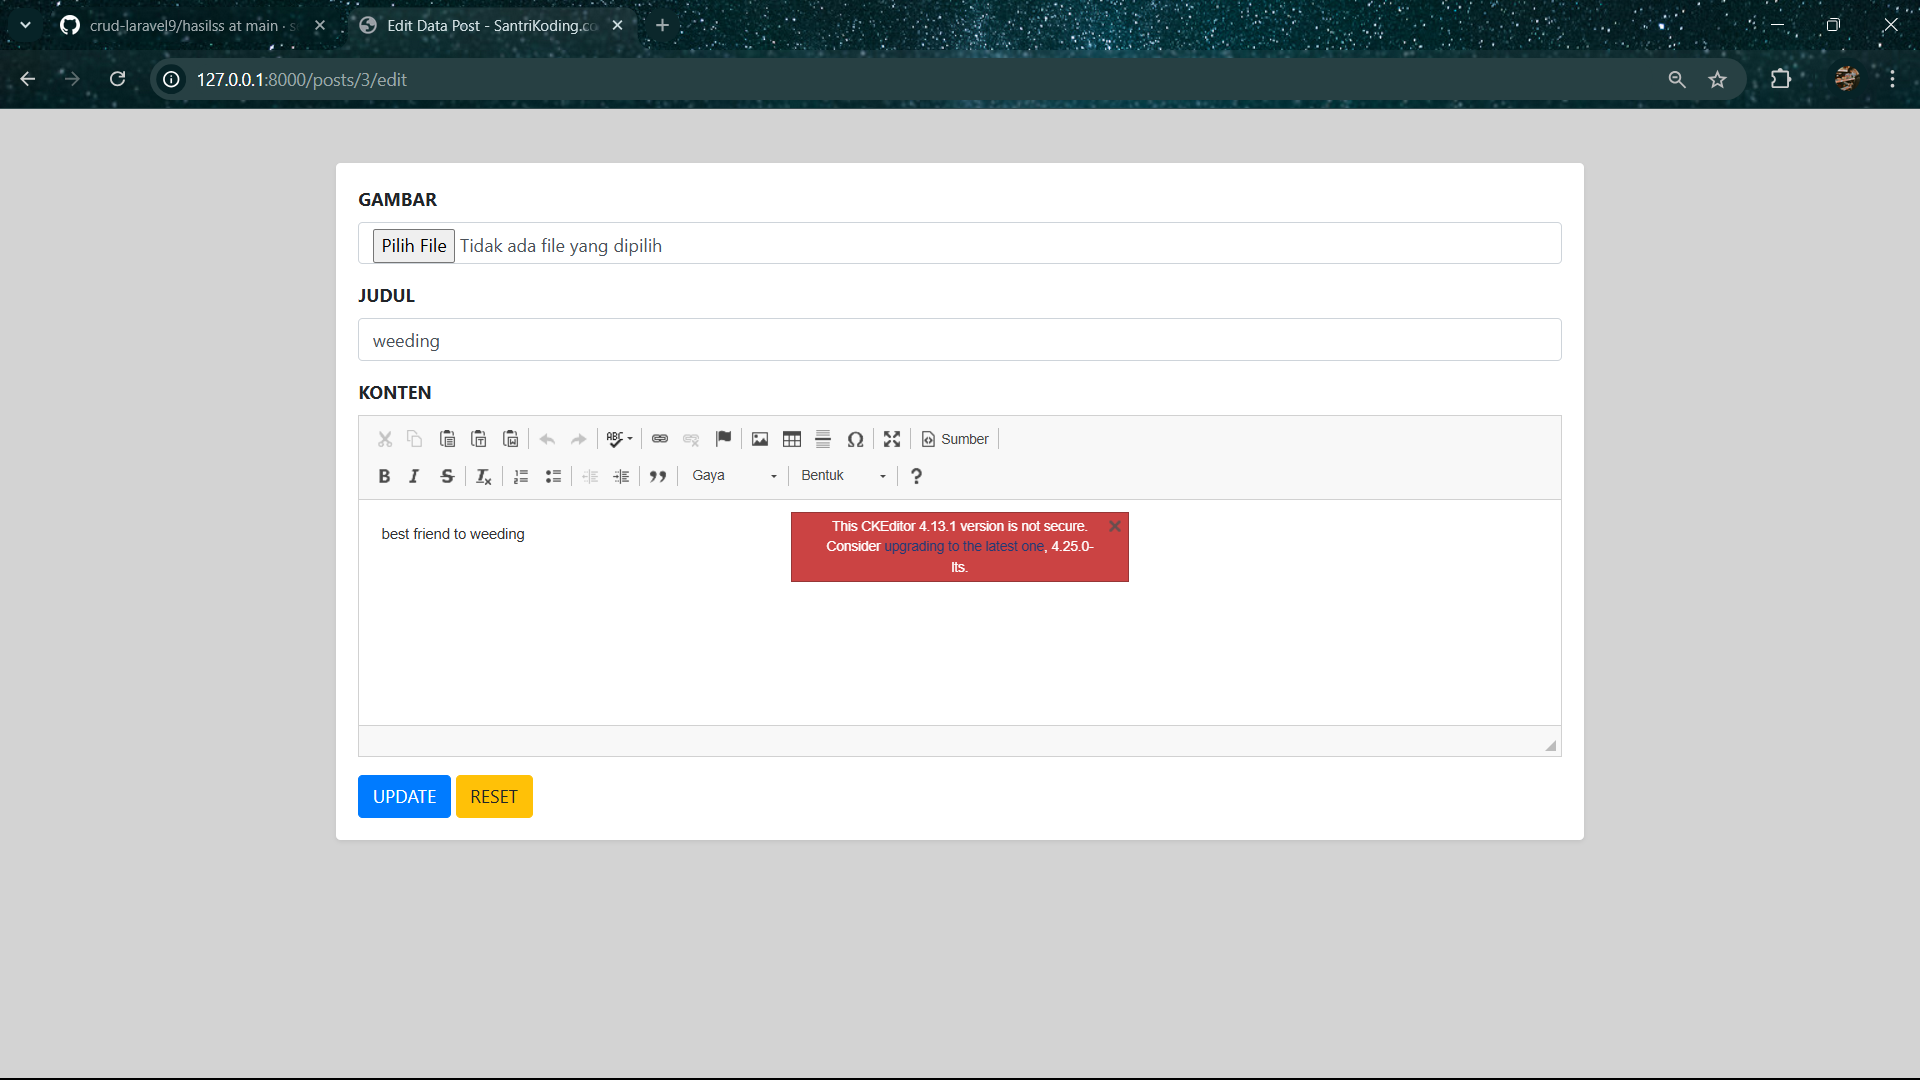 crud-laravel9/hasilss at main · s
Edit Data Post - SantriKoding.co
127.0.0.1:8000/posts/3/edit
GAMBAR
Pilih File Tidak ada file yang dipilih
JUDUL
weeding
KONTEN
ABC
Sumber
B I S Tx
Gaya
Bentuk
?
best friend to weeding
This CKEditor 4.13.1 version is not secure.
Consider upgrading to the latest one, 4.25.0-
lts.
UPDATE RESET